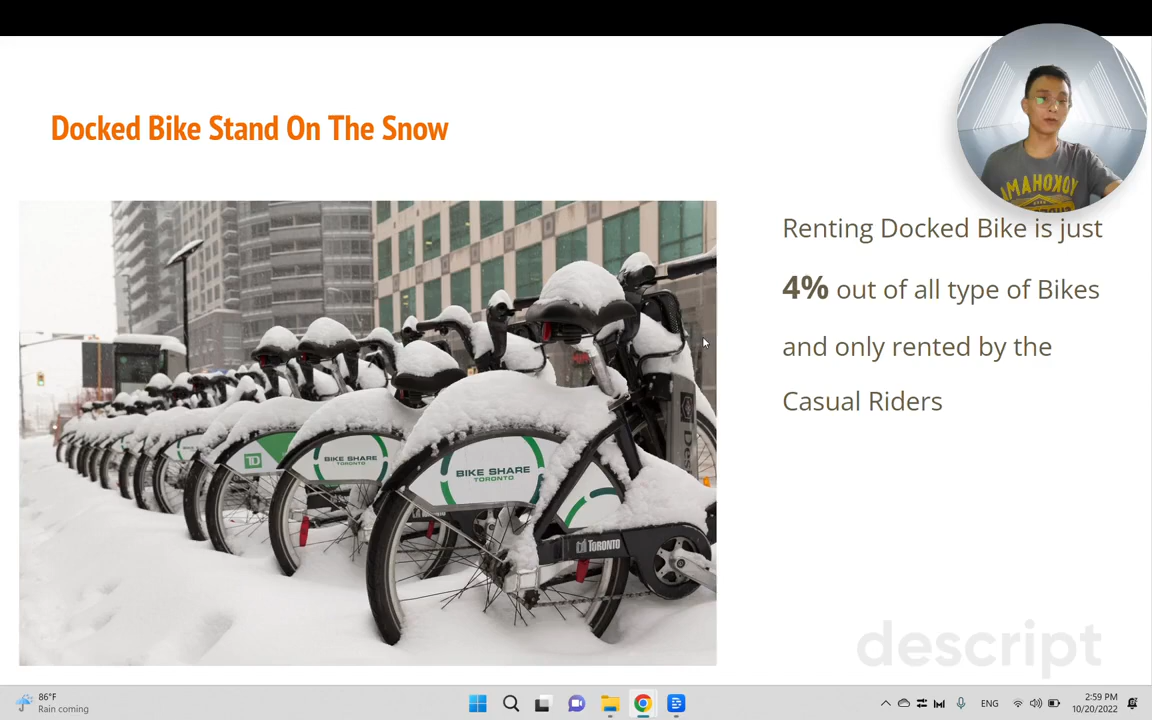 Docked Bike Stand On The Snow
YOKOHAMA
Renting Docked Bike is just
4% out of all type of Bikes
and only rented by the
Casual Riders
TD
BIKE SHARE
TORONTO
BIKE SHARE
TORONTO
TORONTO
descript
86°F
Rain coming
ENG
2:59 PM
10/20/2022